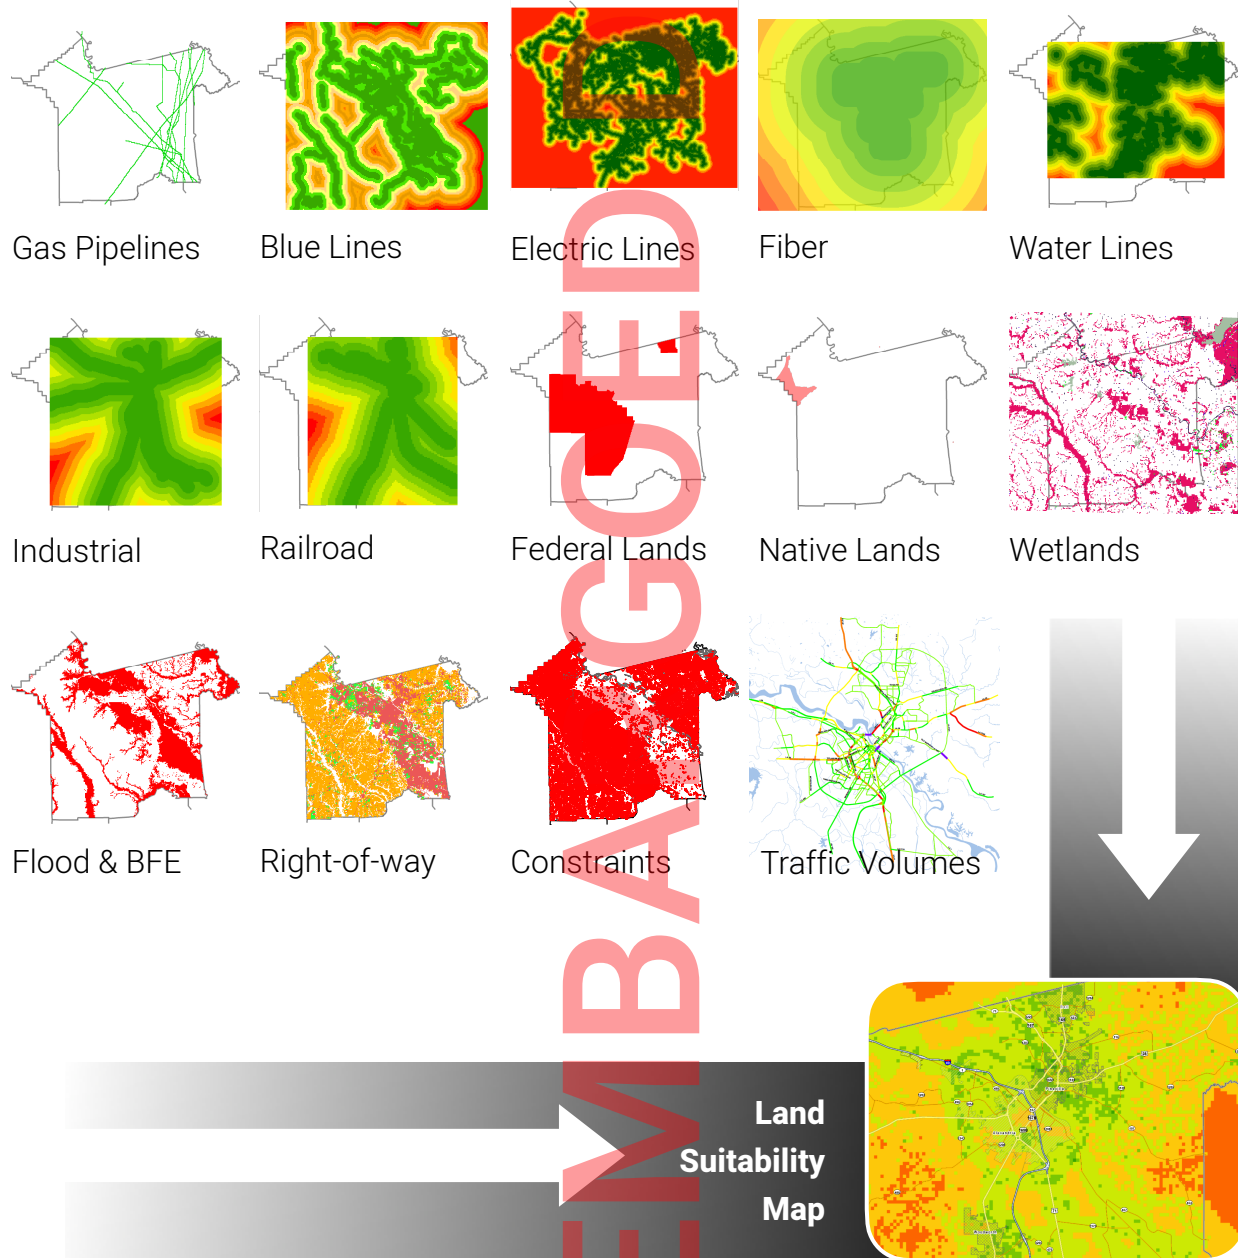 Gas Pipelines
Blue Lines
Electric Lines
Fiber
Water Lines
Industrial
Railroad
Federal Lands
Native Lands
Wetlands
Flood & BFE
Right-of-way
Constraints
Traffic Volumes
EMBARGOED
Land
Suitability
Map